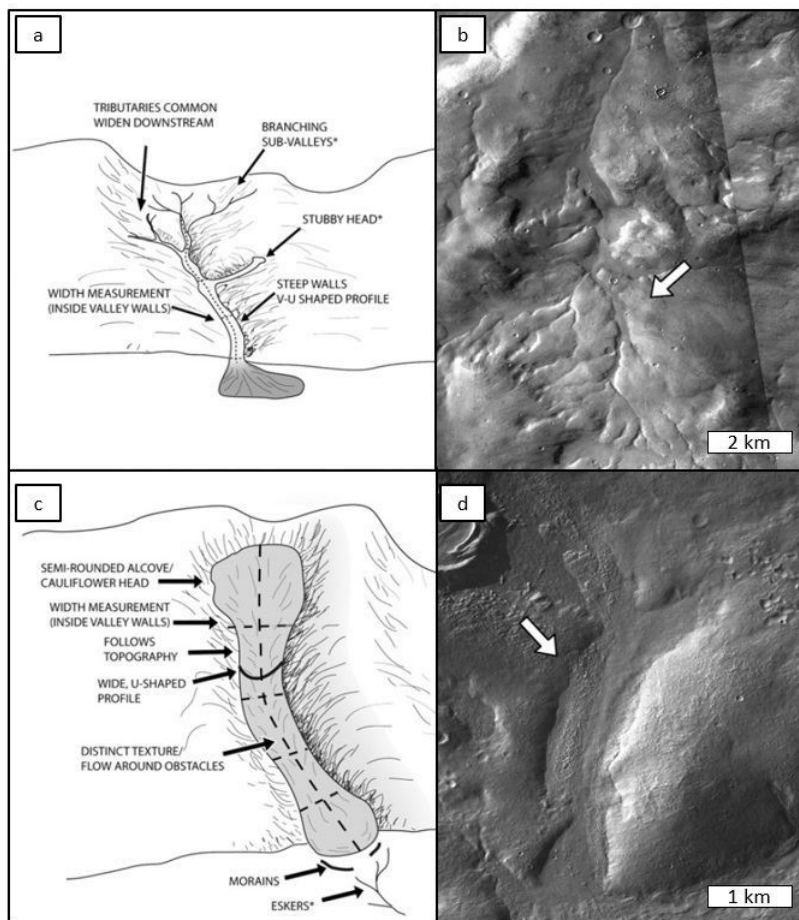 a
TRIBUTARIES COMMON
WIDEN DOWNSTREAM
BRANCHING
SUB-VALLEYS*
STUBBY HEAD*
WIDTH MEASUREMENT
(INSIDE VALLEY WALLS)
STEEP WALLS
V-U SHAPED PROFILE
b
2 km
c
SEMI-ROUNDED ALCOVE/
CAULIFLOWER HEAD
WIDTH MEASUREMENT
(INSIDE VALLEY WALLS)
FOLLOWS
TOPOGRAPHY
WIDE, U-SHAPED
PROFILE
DISTINCT TEXTURE/
FLOW AROUND OBSTACLES
MORAINS
ESKERS*
d
1 km